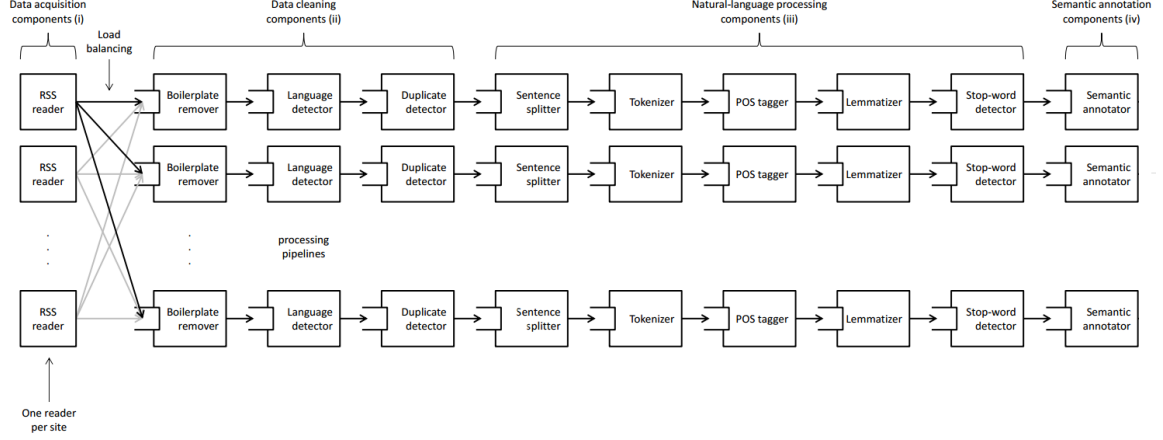 Data acquisition
components (i)
Data cleaning
components (ii)
Natural-language processing
components (iii)
Semantic annotation
components (iv)
Load
balancing
RSS
reader
Boilerplate
remover
Language
detector
Duplicate
detector
Sentence
splitter
Tokenizer
POS tagger
Lemmatizer
Stop-word
detector
Semantic
annotator
RSS
reader
Boilerplate
remover
Language
detector
Duplicate
detector
Sentence
splitter
Tokenizer
POS tagger
Lemmatizer
Stop-word
detector
Semantic
annotator
processing
pipelines
RSS
reader
Boilerplate
remover
Language
detector
Duplicate
detector
Sentence
splitter
Tokenizer
POS tagger
Lemmatizer
Stop-word
detector
Semantic
annotator
One reader
per site